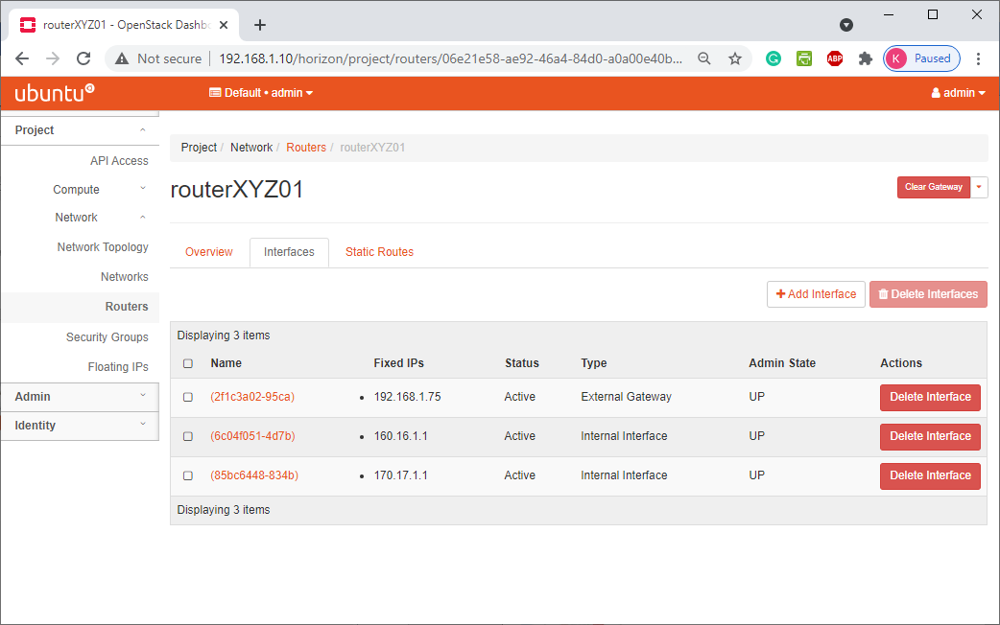 routerXYZ01 - OpenStack Dashbo
Not secure 192.168.1.10/horizon/project/routers/06e21e58-ae92-46a4-84d0-a0a00e40b... ABP K Paused
ubuntu Default • admin admin
Project
API Access
Compute
Network
Network Topology
Networks
Routers
Security Groups
Floating IPs
Admin
Identity
Project / Network / Routers / routerXYZ01
routerXYZ01
Clear Gateway
Overview Interfaces Static Routes
+ Add Interface Delete Interfaces
Displaying 3 items
Name Fixed IPs Status Type Admin State Actions
(2f1c3a02-95ca) • 192.168.1.75 Active External Gateway UP Delete Interface
(6c04f051-4d7b) • 160.16.1.1 Active Internal Interface UP Delete Interface
(85bc6448-834b) • 170.17.1.1 Active Internal Interface UP Delete Interface
Displaying 3 items